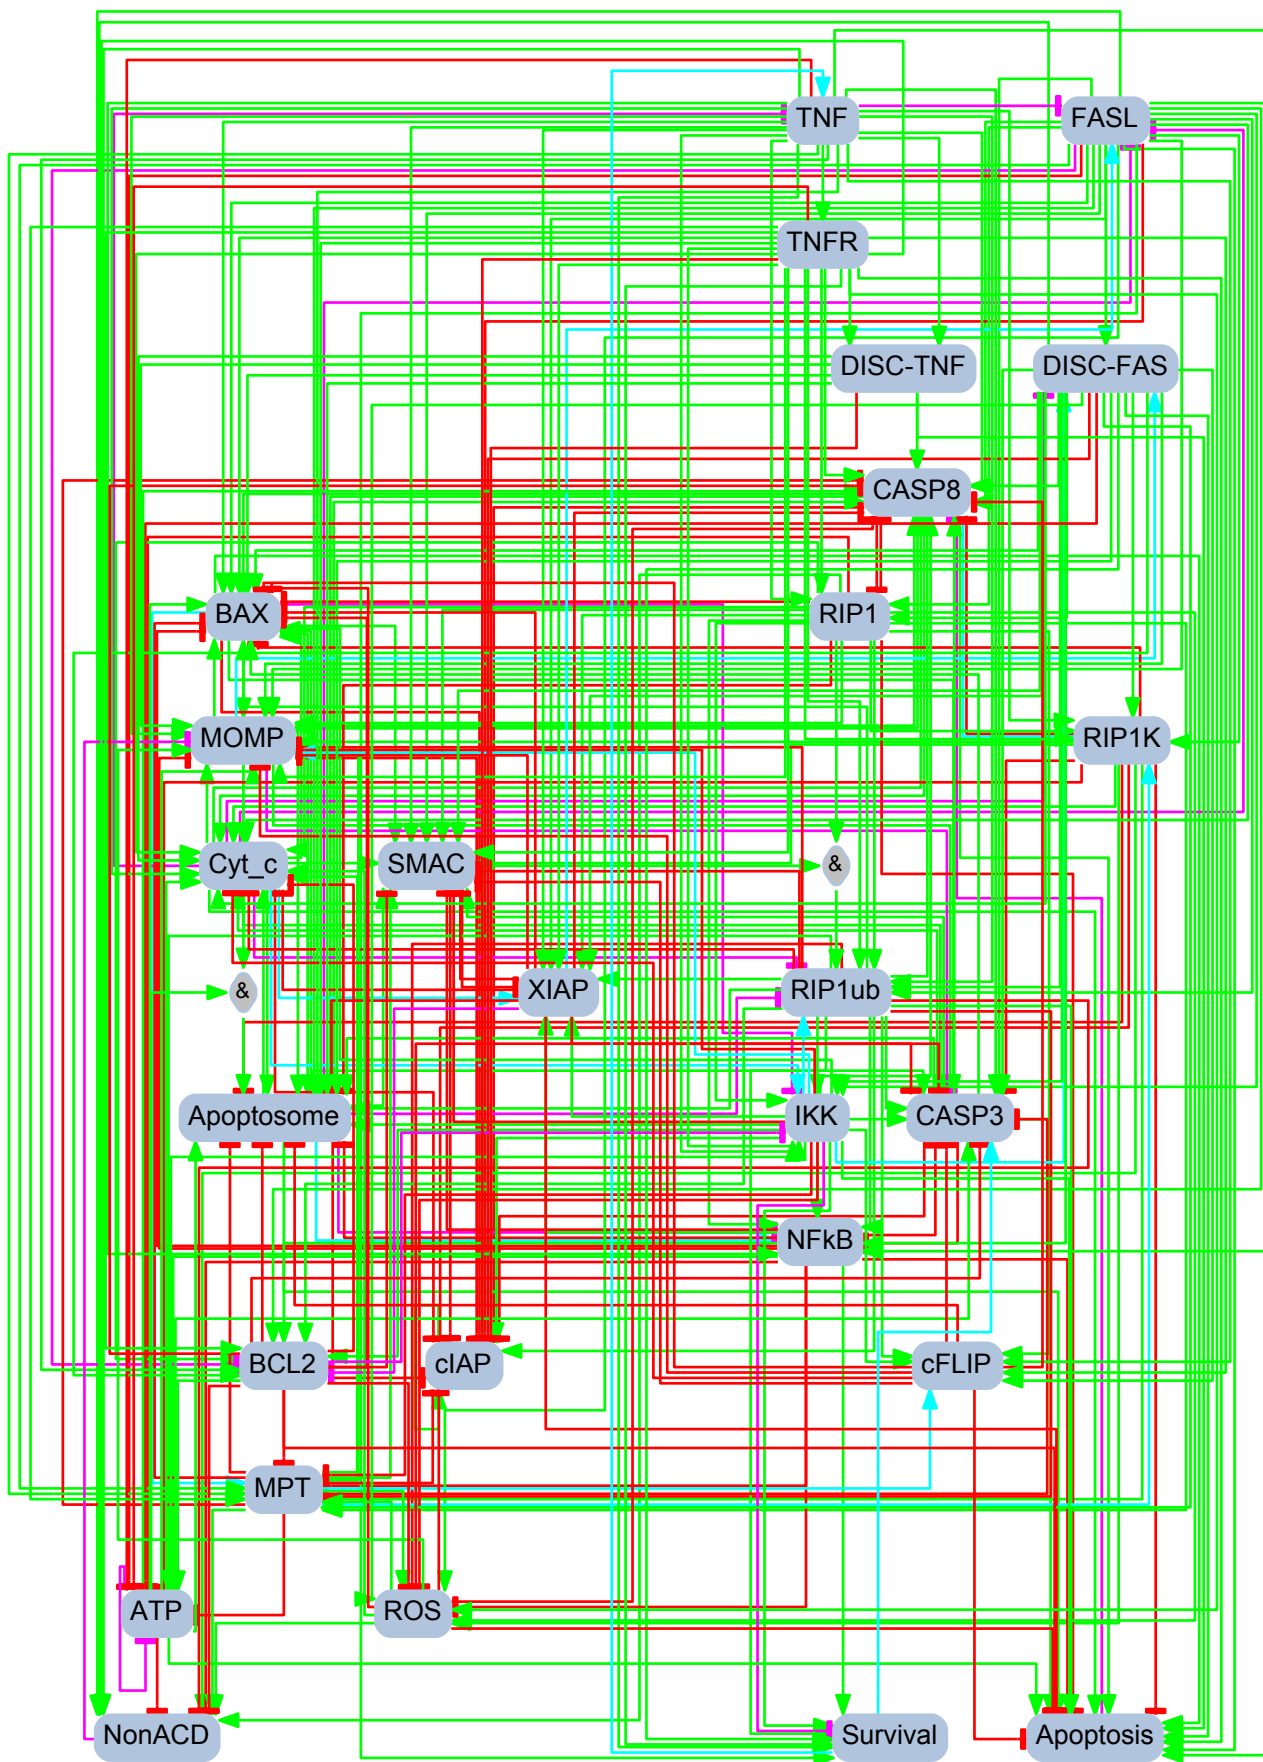 TNF
FASL
TNFR
DISC-TNF
DISC-FAS
CASP8
BAX
RIP1
MOMP
RIP1K
Cyt_c
SMAC
&
&
XIAP
RIP1ub
Apoptosome
IKK
CASP3
NFkB
BCL2
cIAP
cFLIP
MPT
ATP
ROS
NonACD
Survival
Apoptosis